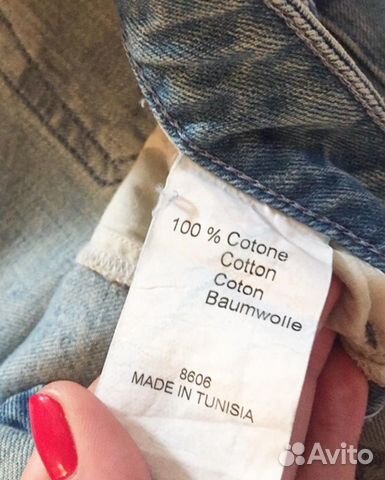 100 % Cotone
Cotton
Coton
Baumwolle
8606
MADE IN TUNISIA
Avito